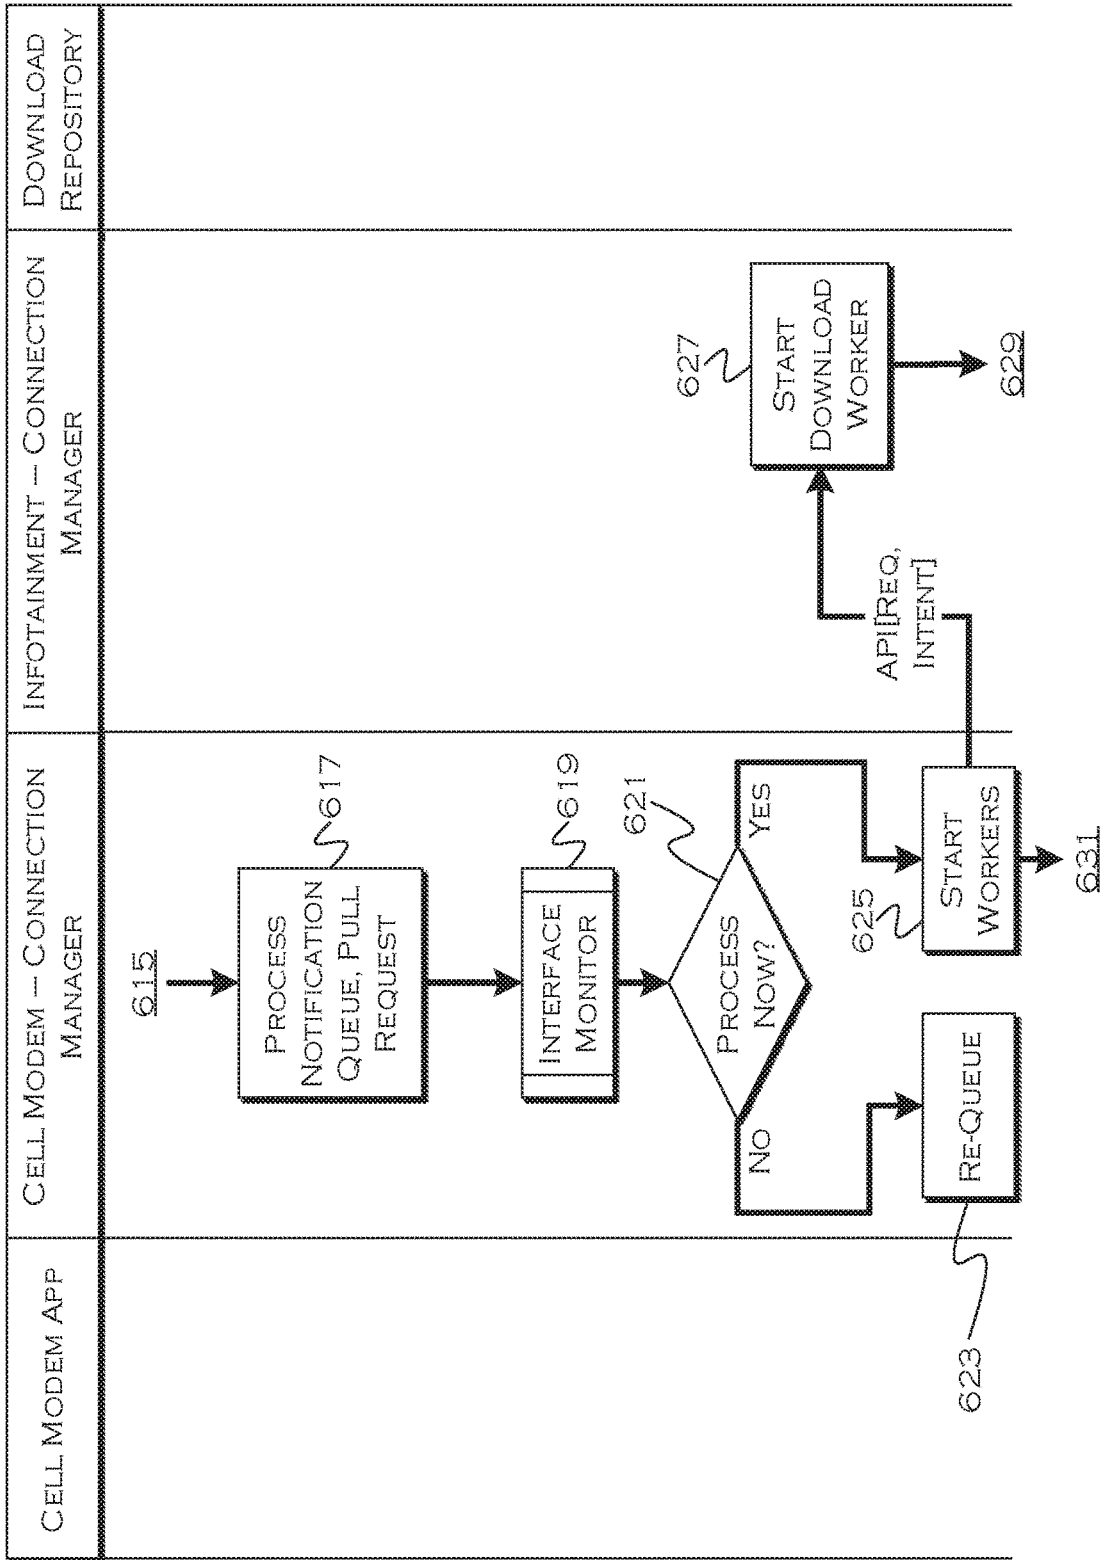 CELL MODEM APP
CELL MODEM – CONNECTION
MANAGER
INFOTAINMENT – CONNECTION
MANAGER
DOWNLOAD
REPOSITORY
615
PROCESS
NOTIFICATION
QUEUE, PULL
REQUEST
617
INTERFACE
MONITOR
619
PROCESS
NOW?
621
NO
YES
RE-QUEUE
623
START
WORKERS
625
631
API[REQ,
INTENT]
START
DOWNLOAD
WORKER
627
629